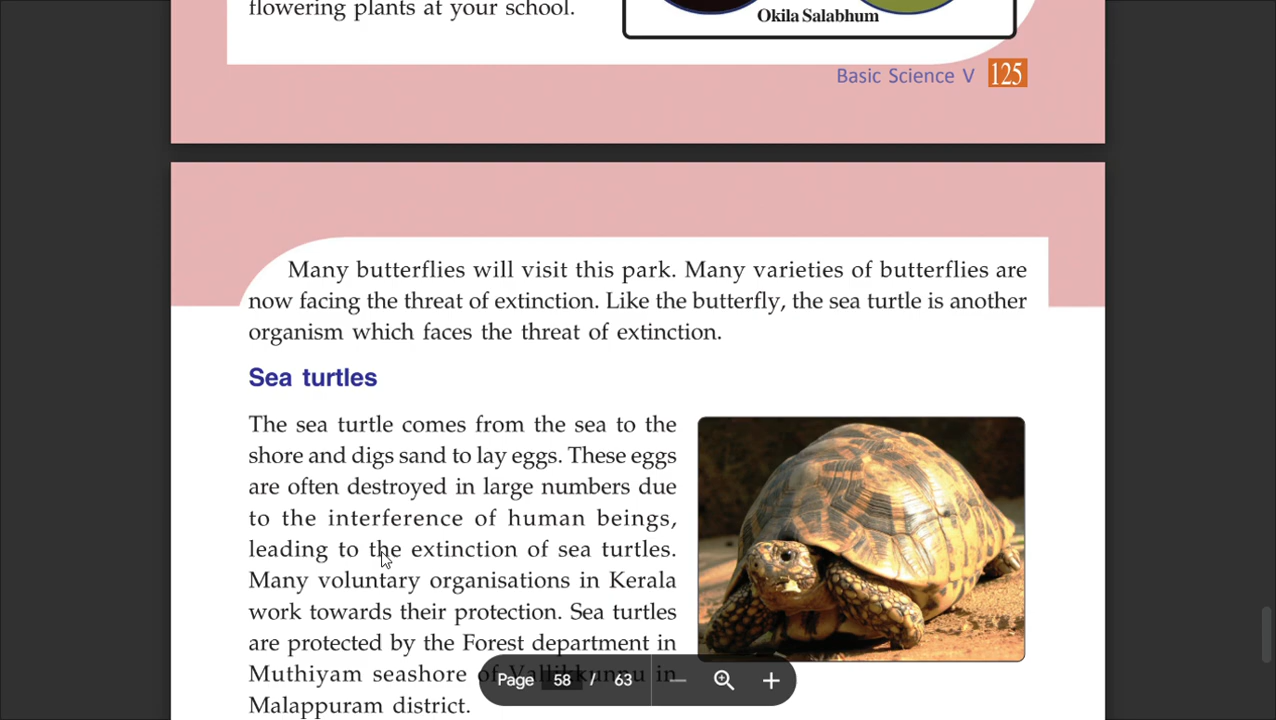 flowering plants at your school.
Okila Salabhum
Basic Science V 125
Many butterflies will visit this park. Many varieties of butterflies are
now facing the threat of extinction. Like the butterfly, the sea turtle is another
organism which faces the threat of extinction.
Sea turtles
The sea turtle comes from the sea to the
shore and digs sand to lay eggs. These eggs
are often destroyed in large numbers due
to the interference of human beings,
leading to the extinction of sea turtles.
Many voluntary organisations in Kerala
work towards their protection. Sea turtles
are protected by the Forest department in
Muthiyam seashore of Vallikkunnu in
Malappuram district.
Page 58 / 63